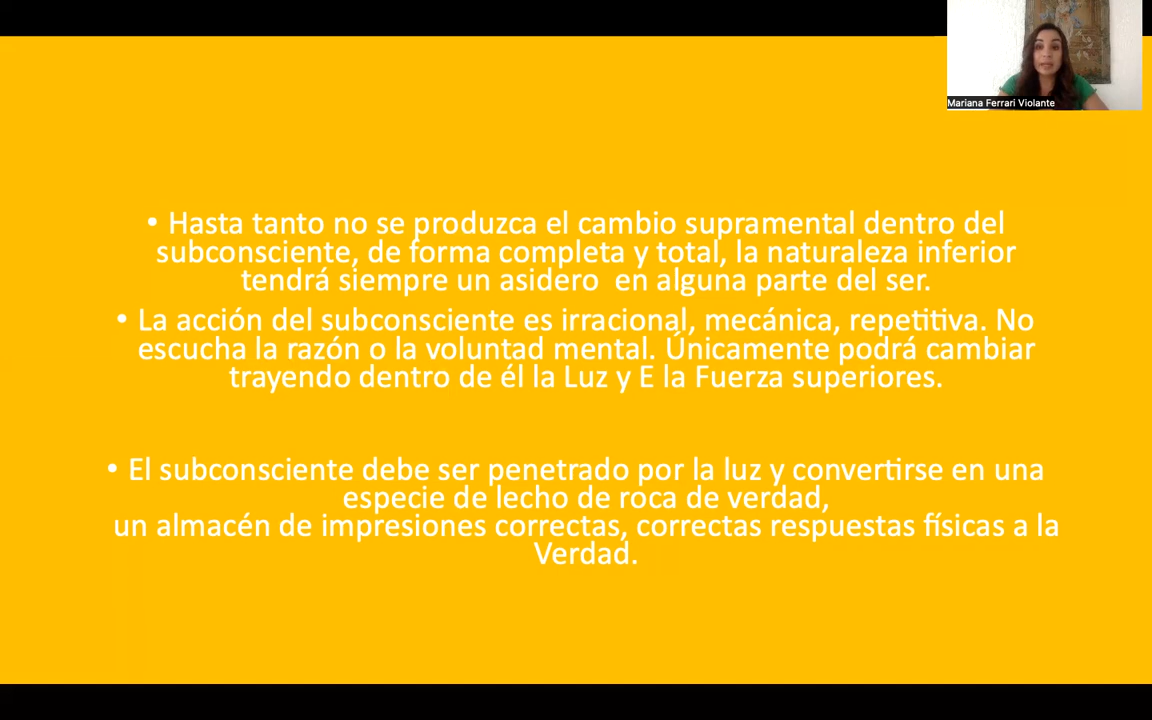 Mariana Ferrari Violante
• Hasta tanto no se produzca el cambio supramental dentro del
subconsciente, de forma completa y total, la naturaleza inferior
tendrá siempre un asidero  en alguna parte del ser.
• La acción del subconsciente es irracional, mecánica, repetitiva. No
escucha la razón o la voluntad mental. Únicamente podrá cambiar
trayendo dentro de él la Luz y E la Fuerza superiores.
• El subconsciente debe ser penetrado por la luz y convertirse en una
especie de lecho de roca de verdad,
un almacén de impresiones correctas, correctas respuestas físicas a la
Verdad.